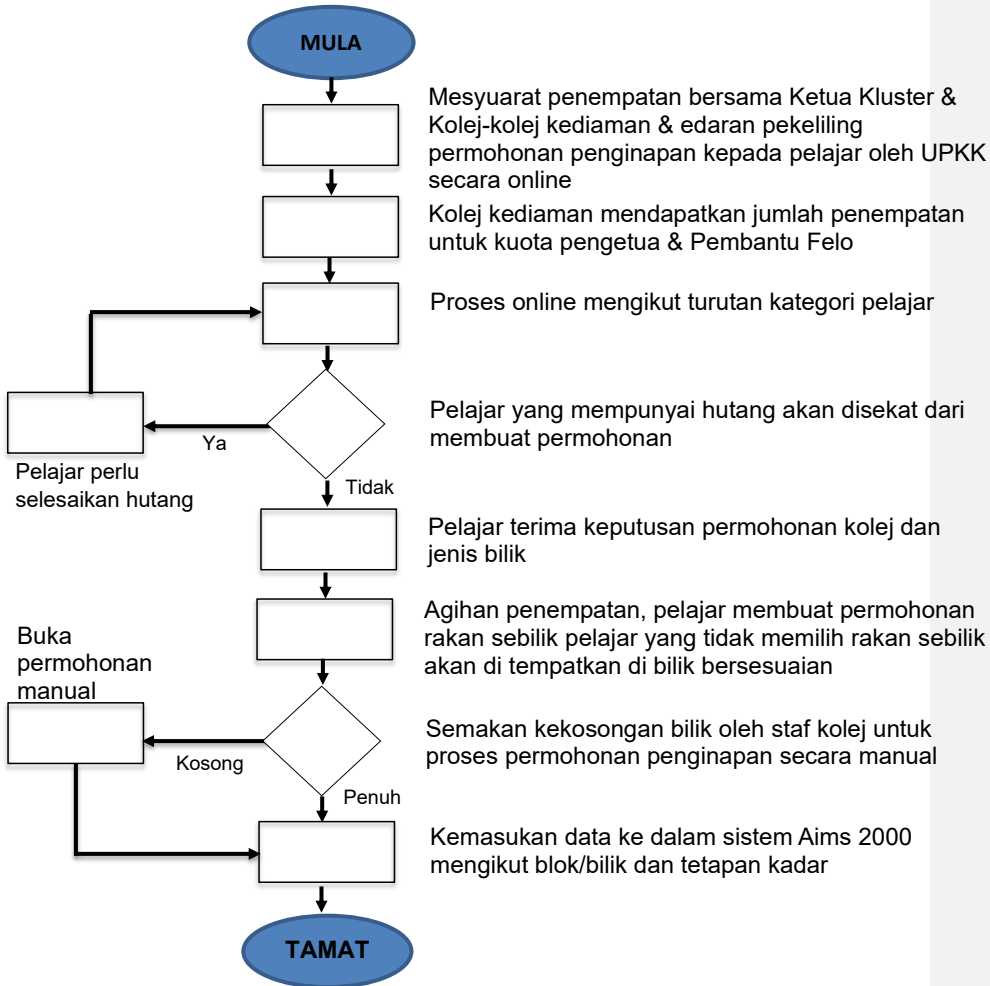 MULA
Mesyuarat penempatan bersama Ketua Kluster &
Kolej-kolej kediaman & edaran pekeliling
permohonan penginapan kepada pelajar oleh UPKK
secara online
Kolej kediaman mendapatkan jumlah penempatan
untuk kuota pengetua & Pembantu Felo
Proses online mengikut turutan kategori pelajar
Pelajar yang mempunyai hutang akan disekat dari
membuat permohonan
Ya
Pelajar perlu
selesaikan hutang
Tidak
Pelajar terima keputusan permohonan kolej dan
jenis bilik
Agihan penempatan, pelajar membuat permohonan
rakan sebilik pelajar yang tidak memilih rakan sebilik
akan di tempatkan di bilik bersesuaian
Buka
permohonan
manual
Semakan kekosongan bilik oleh staf kolej untuk
proses permohonan penginapan secara manual
Kosong
Penuh
Kemasukan data ke dalam sistem Aims 2000
mengikut blok/bilik dan tetapan kadar
TAMAT